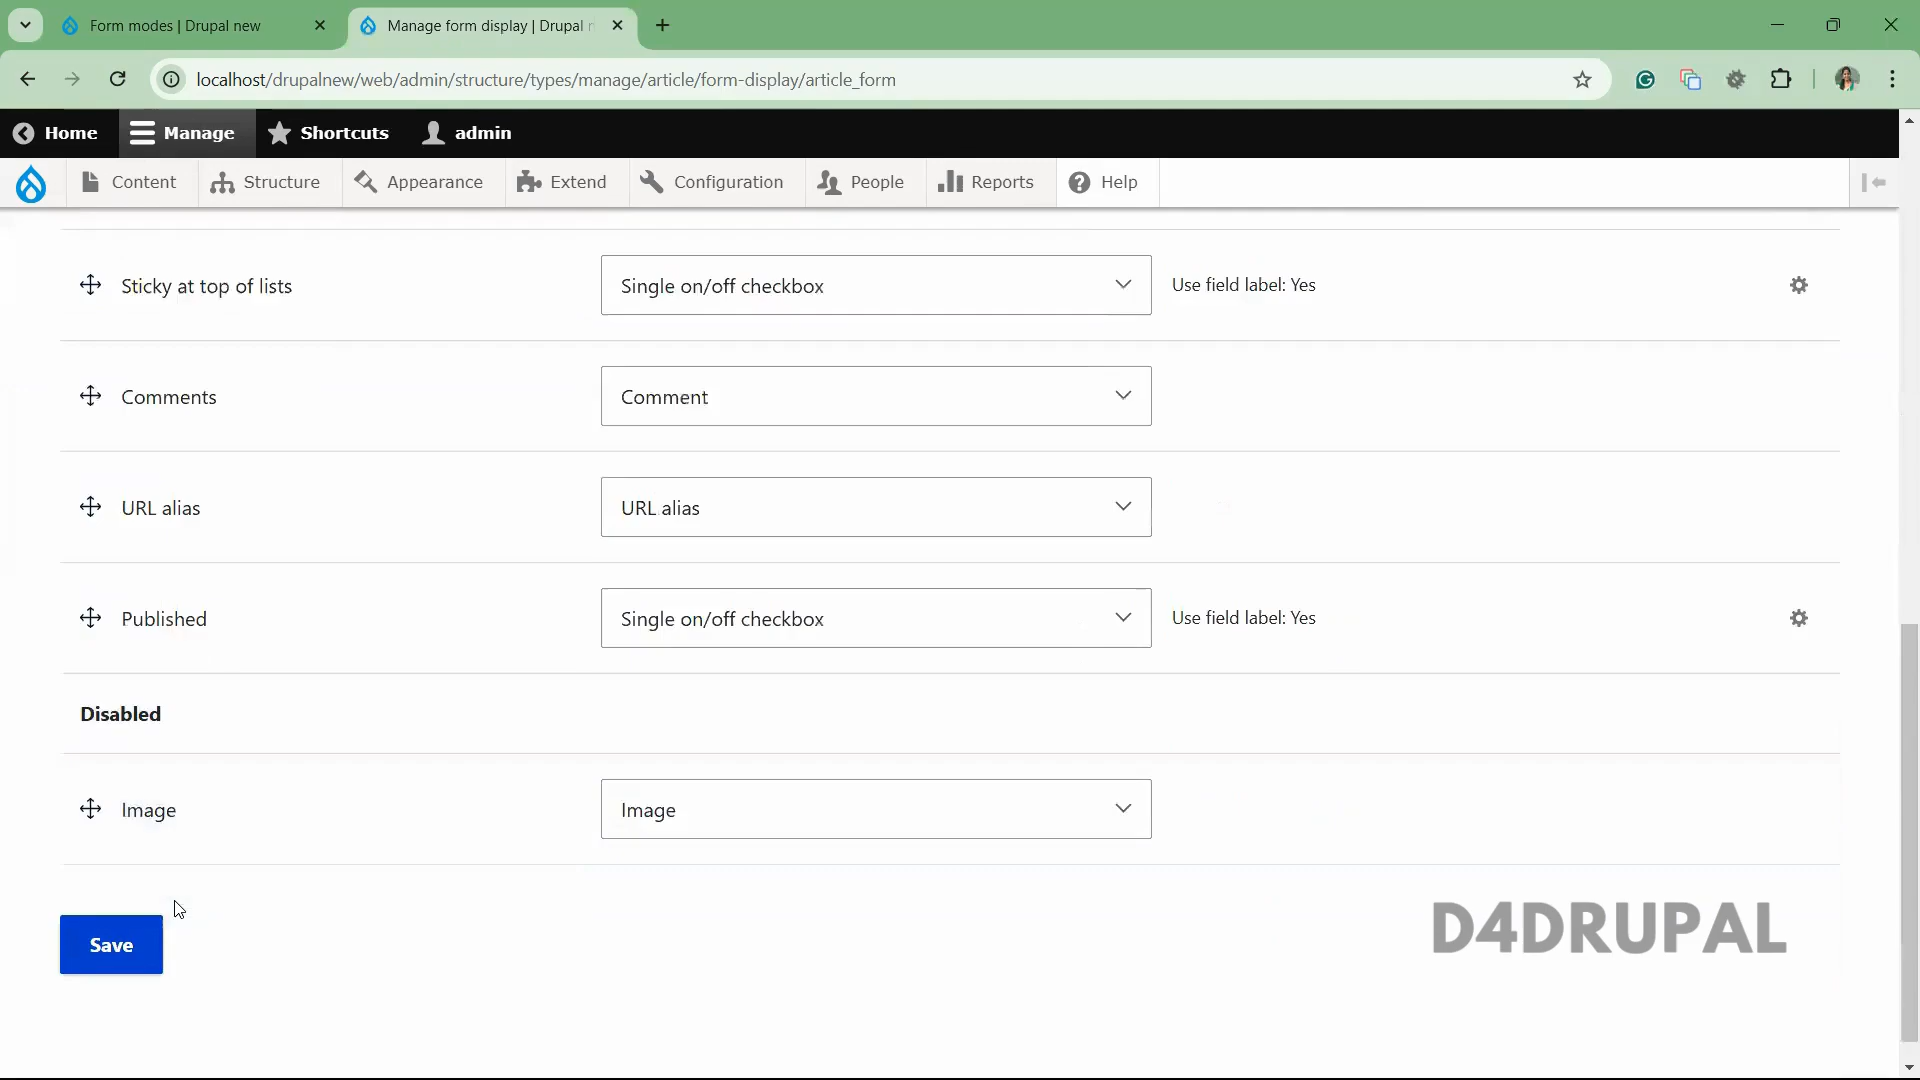 Form modes | Drupal new
Manage form display | Drupal
localhost/drupalnew/web/admin/structure/types/manage/article/form-display/article_form
Home
Manage
Shortcuts
admin
Content
Structure
Appearance
Extend
Configuration
People
Reports
Help
Sticky at top of lists
Single on/off checkbox
Use field label: Yes
Comments
Comment
URL alias
URL alias
Published
Single on/off checkbox
Use field label: Yes
Disabled
Image
Image
Save
D4DRUPAL